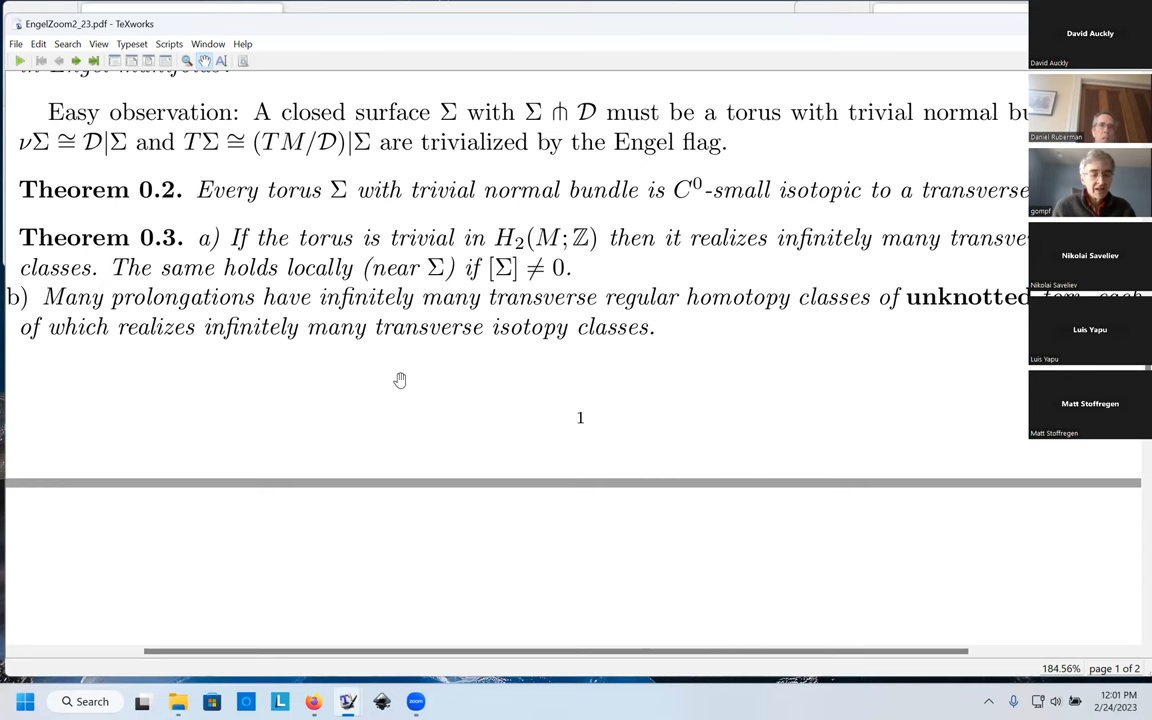 EngelZoom2_23.pdf - TeXworks
File Edit Search View Typeset Scripts Window Help
Easy observation: A closed surface Σ with Σ ⋔ 𝒟 must be a torus with trivial normal bu
νΣ ≅ 𝒟|Σ and TΣ ≅ (TM/𝒟)|Σ are trivialized by the Engel flag.
Theorem 0.2. Every torus Σ with trivial normal bundle is C⁰-small isotopic to a transverse
Theorem 0.3. a) If the torus is trivial in H₂(M;ℤ) then it realizes infinitely many transve
classes. The same holds locally (near Σ) if [Σ] ≠ 0.
b) Many prolongations have infinitely many transverse regular homotopy classes of unknotted
of which realizes infinitely many transverse isotopy classes.
1
184.56% page 1 of 2
David Auckly
David Auckly
Daniel Ruberman
gompf
Nikolai Saveliev
Nikolai Saveliev
Luis Yapu
Luis Yapu
Matt Stoffregen
Matt Stoffregen
Search
zoom
12:01 PM
2/24/2023